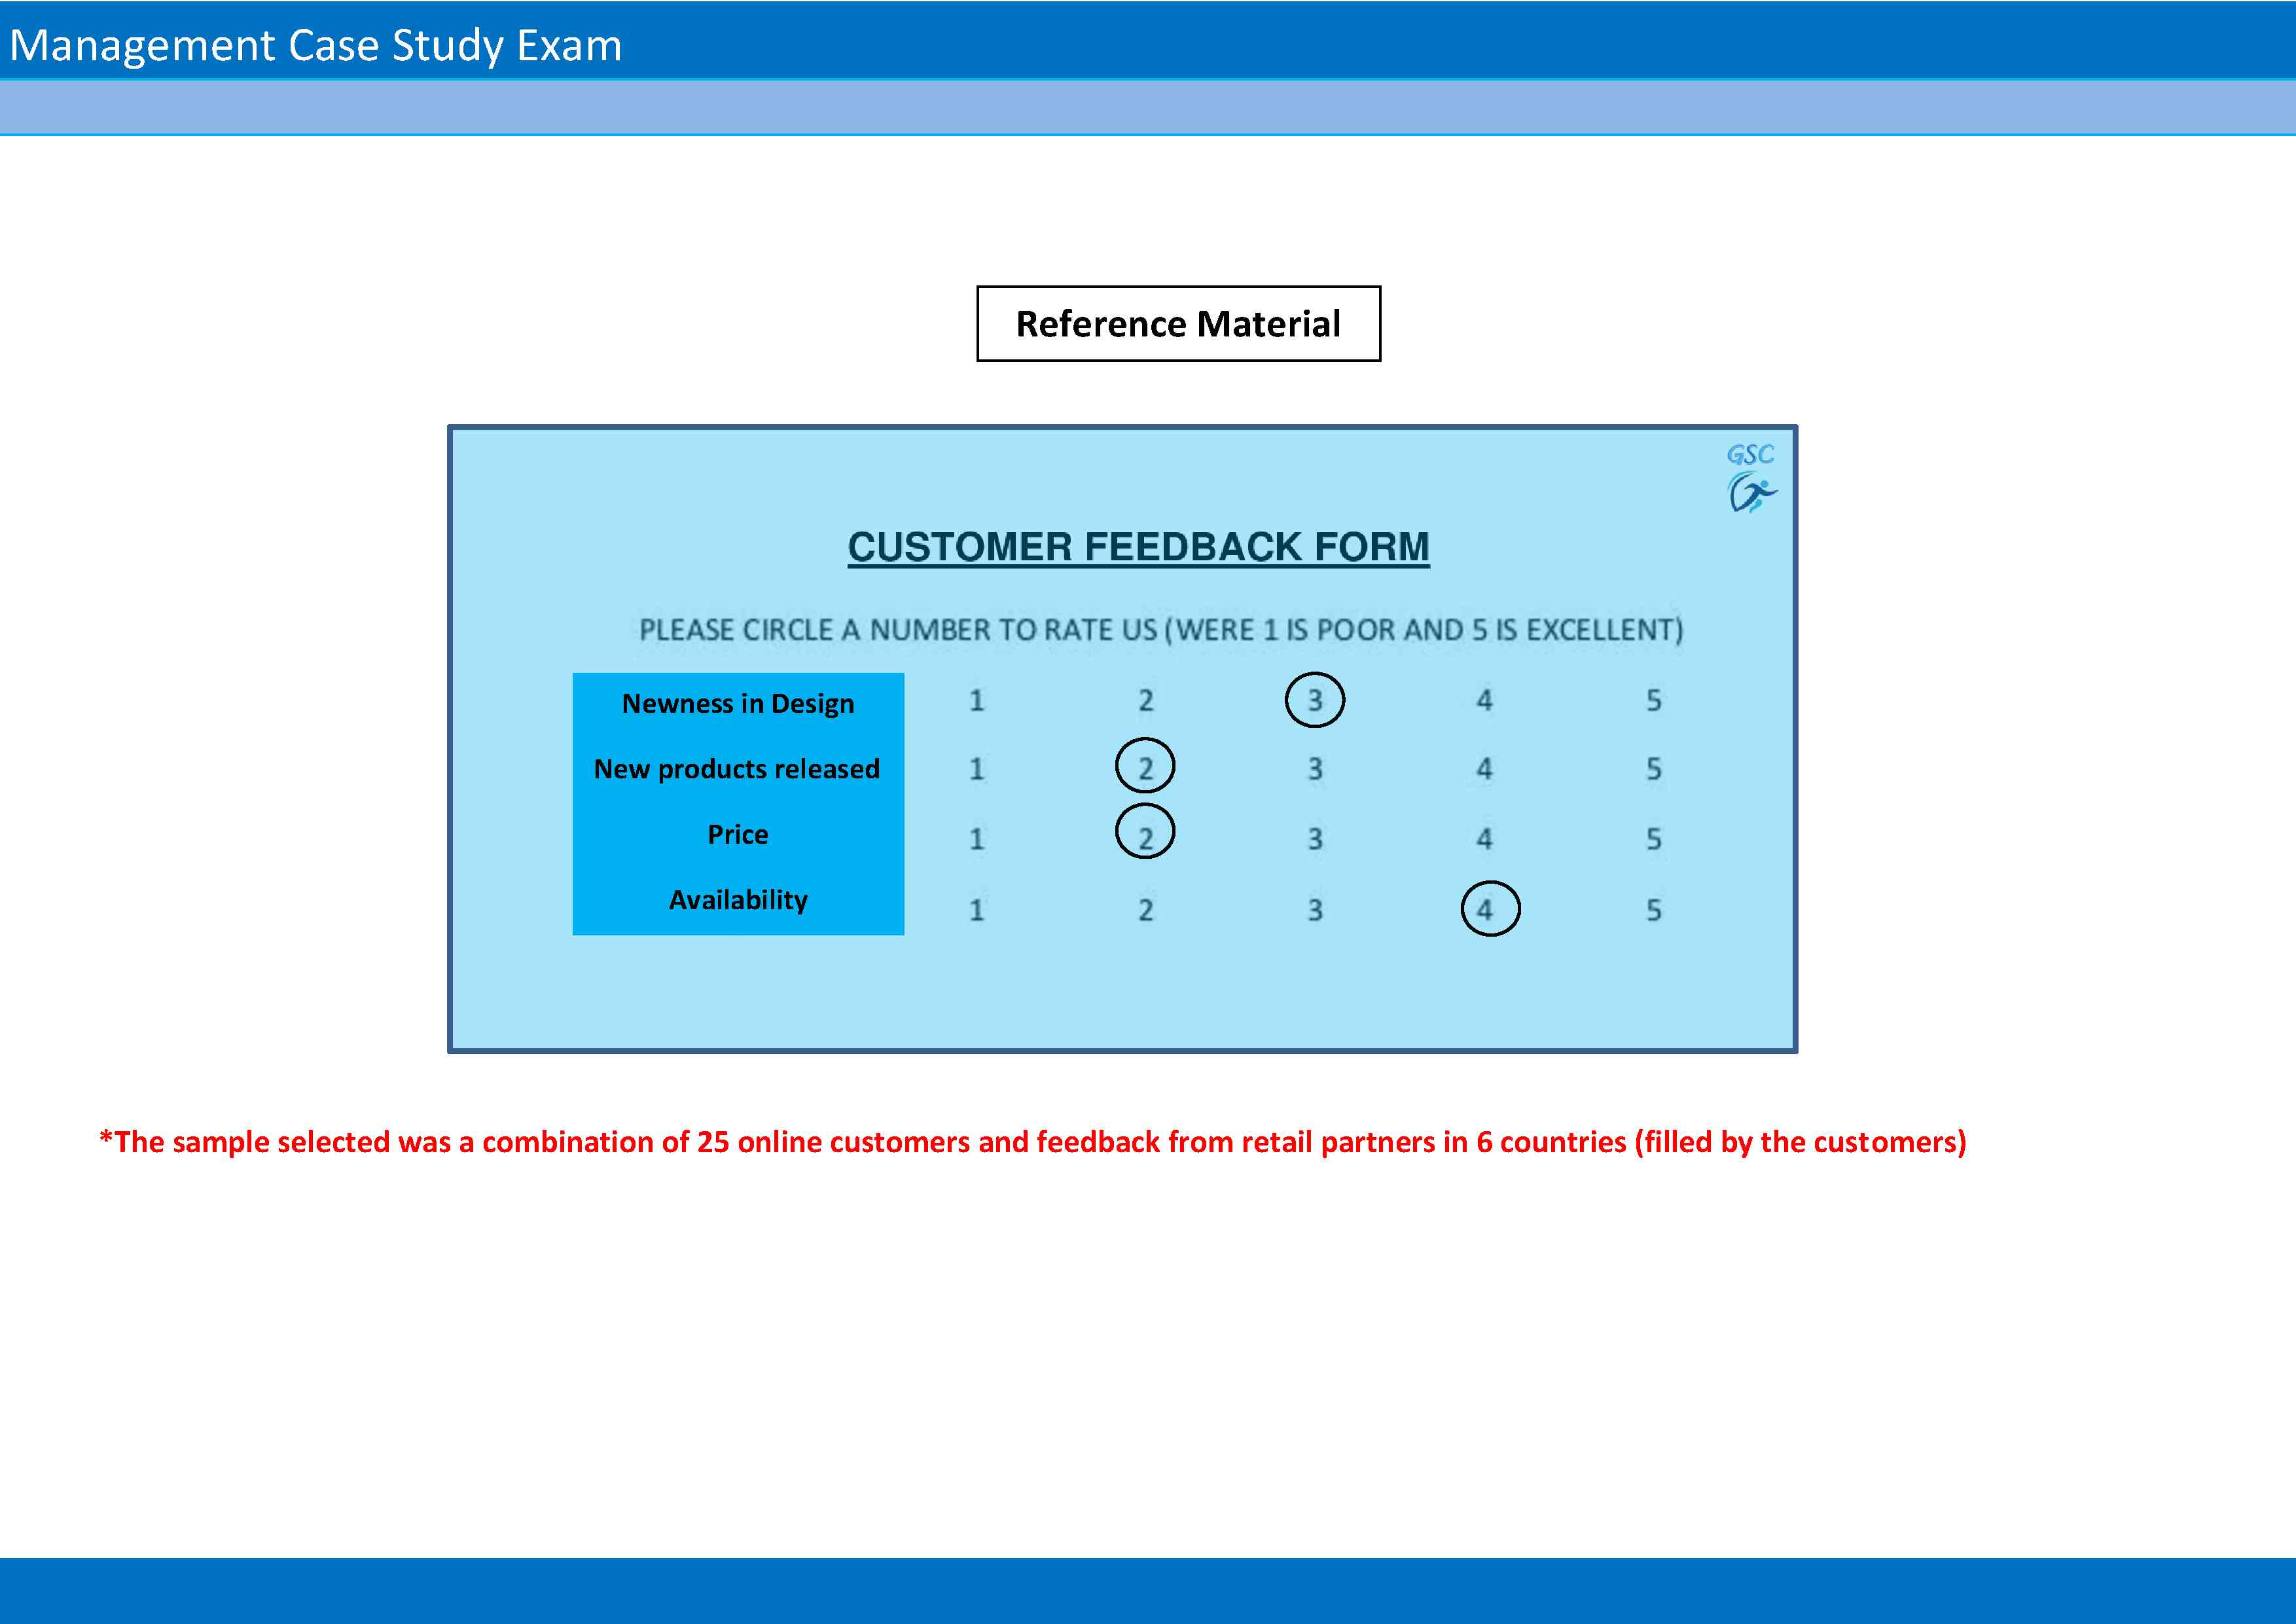 Management Case Study Exam
Reference Material
GSC
CUSTOMER FEEDBACK FORM
PLEASE CIRCLE A NUMBER TO RATE US (WERE 1 IS POOR AND 5 IS EXCELLENT)
Newness in Design 1 2 3 4 5
New products released 1 2 3 4 5
Price 1 2 3 4 5
Availability 1 2 3 4 5
*The sample selected was a combination of 25 online customers and feedback from retail partners in 6 countries (filled by the customers)